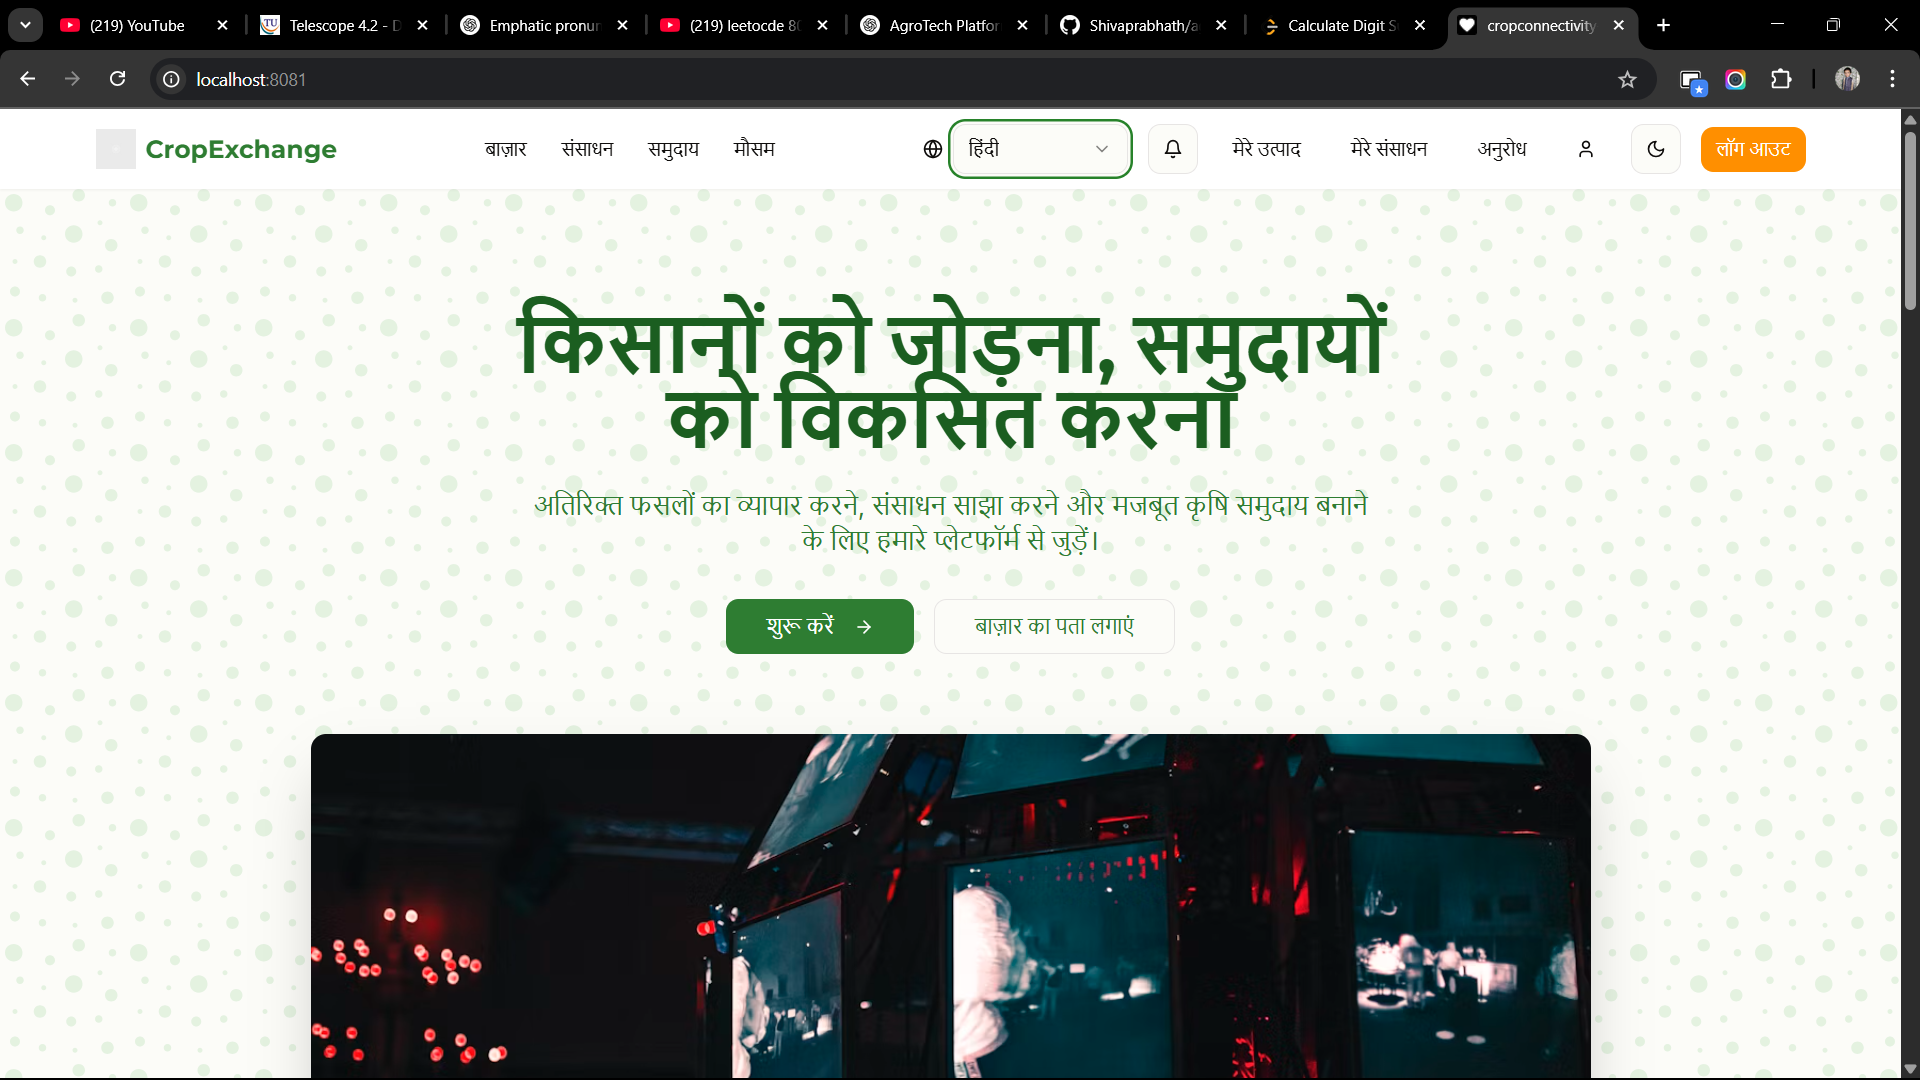 (219) YouTube
Telescope 4.2 - D
Emphatic pronun
(219) leetocde 80
AgroTech Platfor
Shivaprabhath/a
Calculate Digit S
cropconnectivity
localhost:8081
CropExchange
बाज़ार
संसाधन
समुदाय
मौसम
हिंदी
मेरे उत्पाद
मेरे संसाधन
अनुरोध
लॉग आउट
किसानों को जोड़ना, समुदायों
को विकसित करना
अतिरिक्त फसलों का व्यापार करने, संसाधन साझा करने और मजबूत कृषि समुदाय बनाने
के लिए हमारे प्लेटफॉर्म से जुड़ें।
शुरू करें
बाज़ार का पता लगाएं